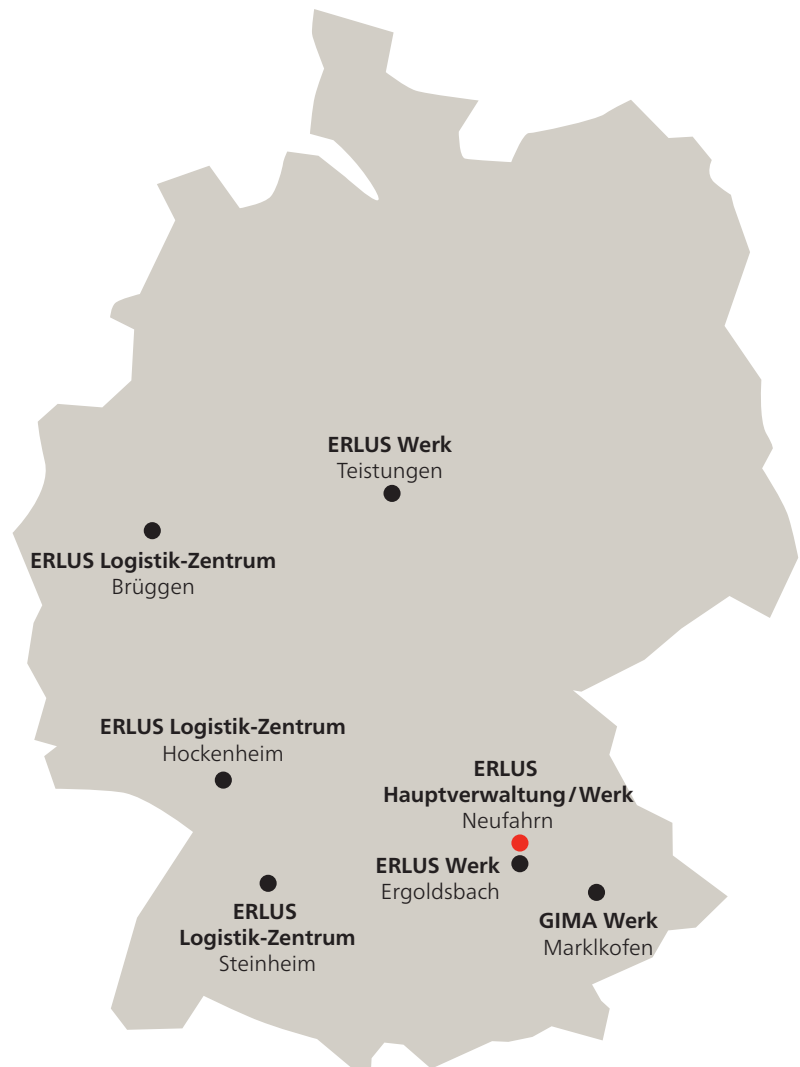 ERLUS Werk
Teistungen
ERLUS Logistik-Zentrum
Brüggen
ERLUS Logistik-Zentrum
Hockenheim
ERLUS
Hauptverwaltung/Werk
Neufahrn
ERLUS Werk
Ergoldsbach
ERLUS
Logistik-Zentrum
Steinheim
GIMA Werk
Marklkofen